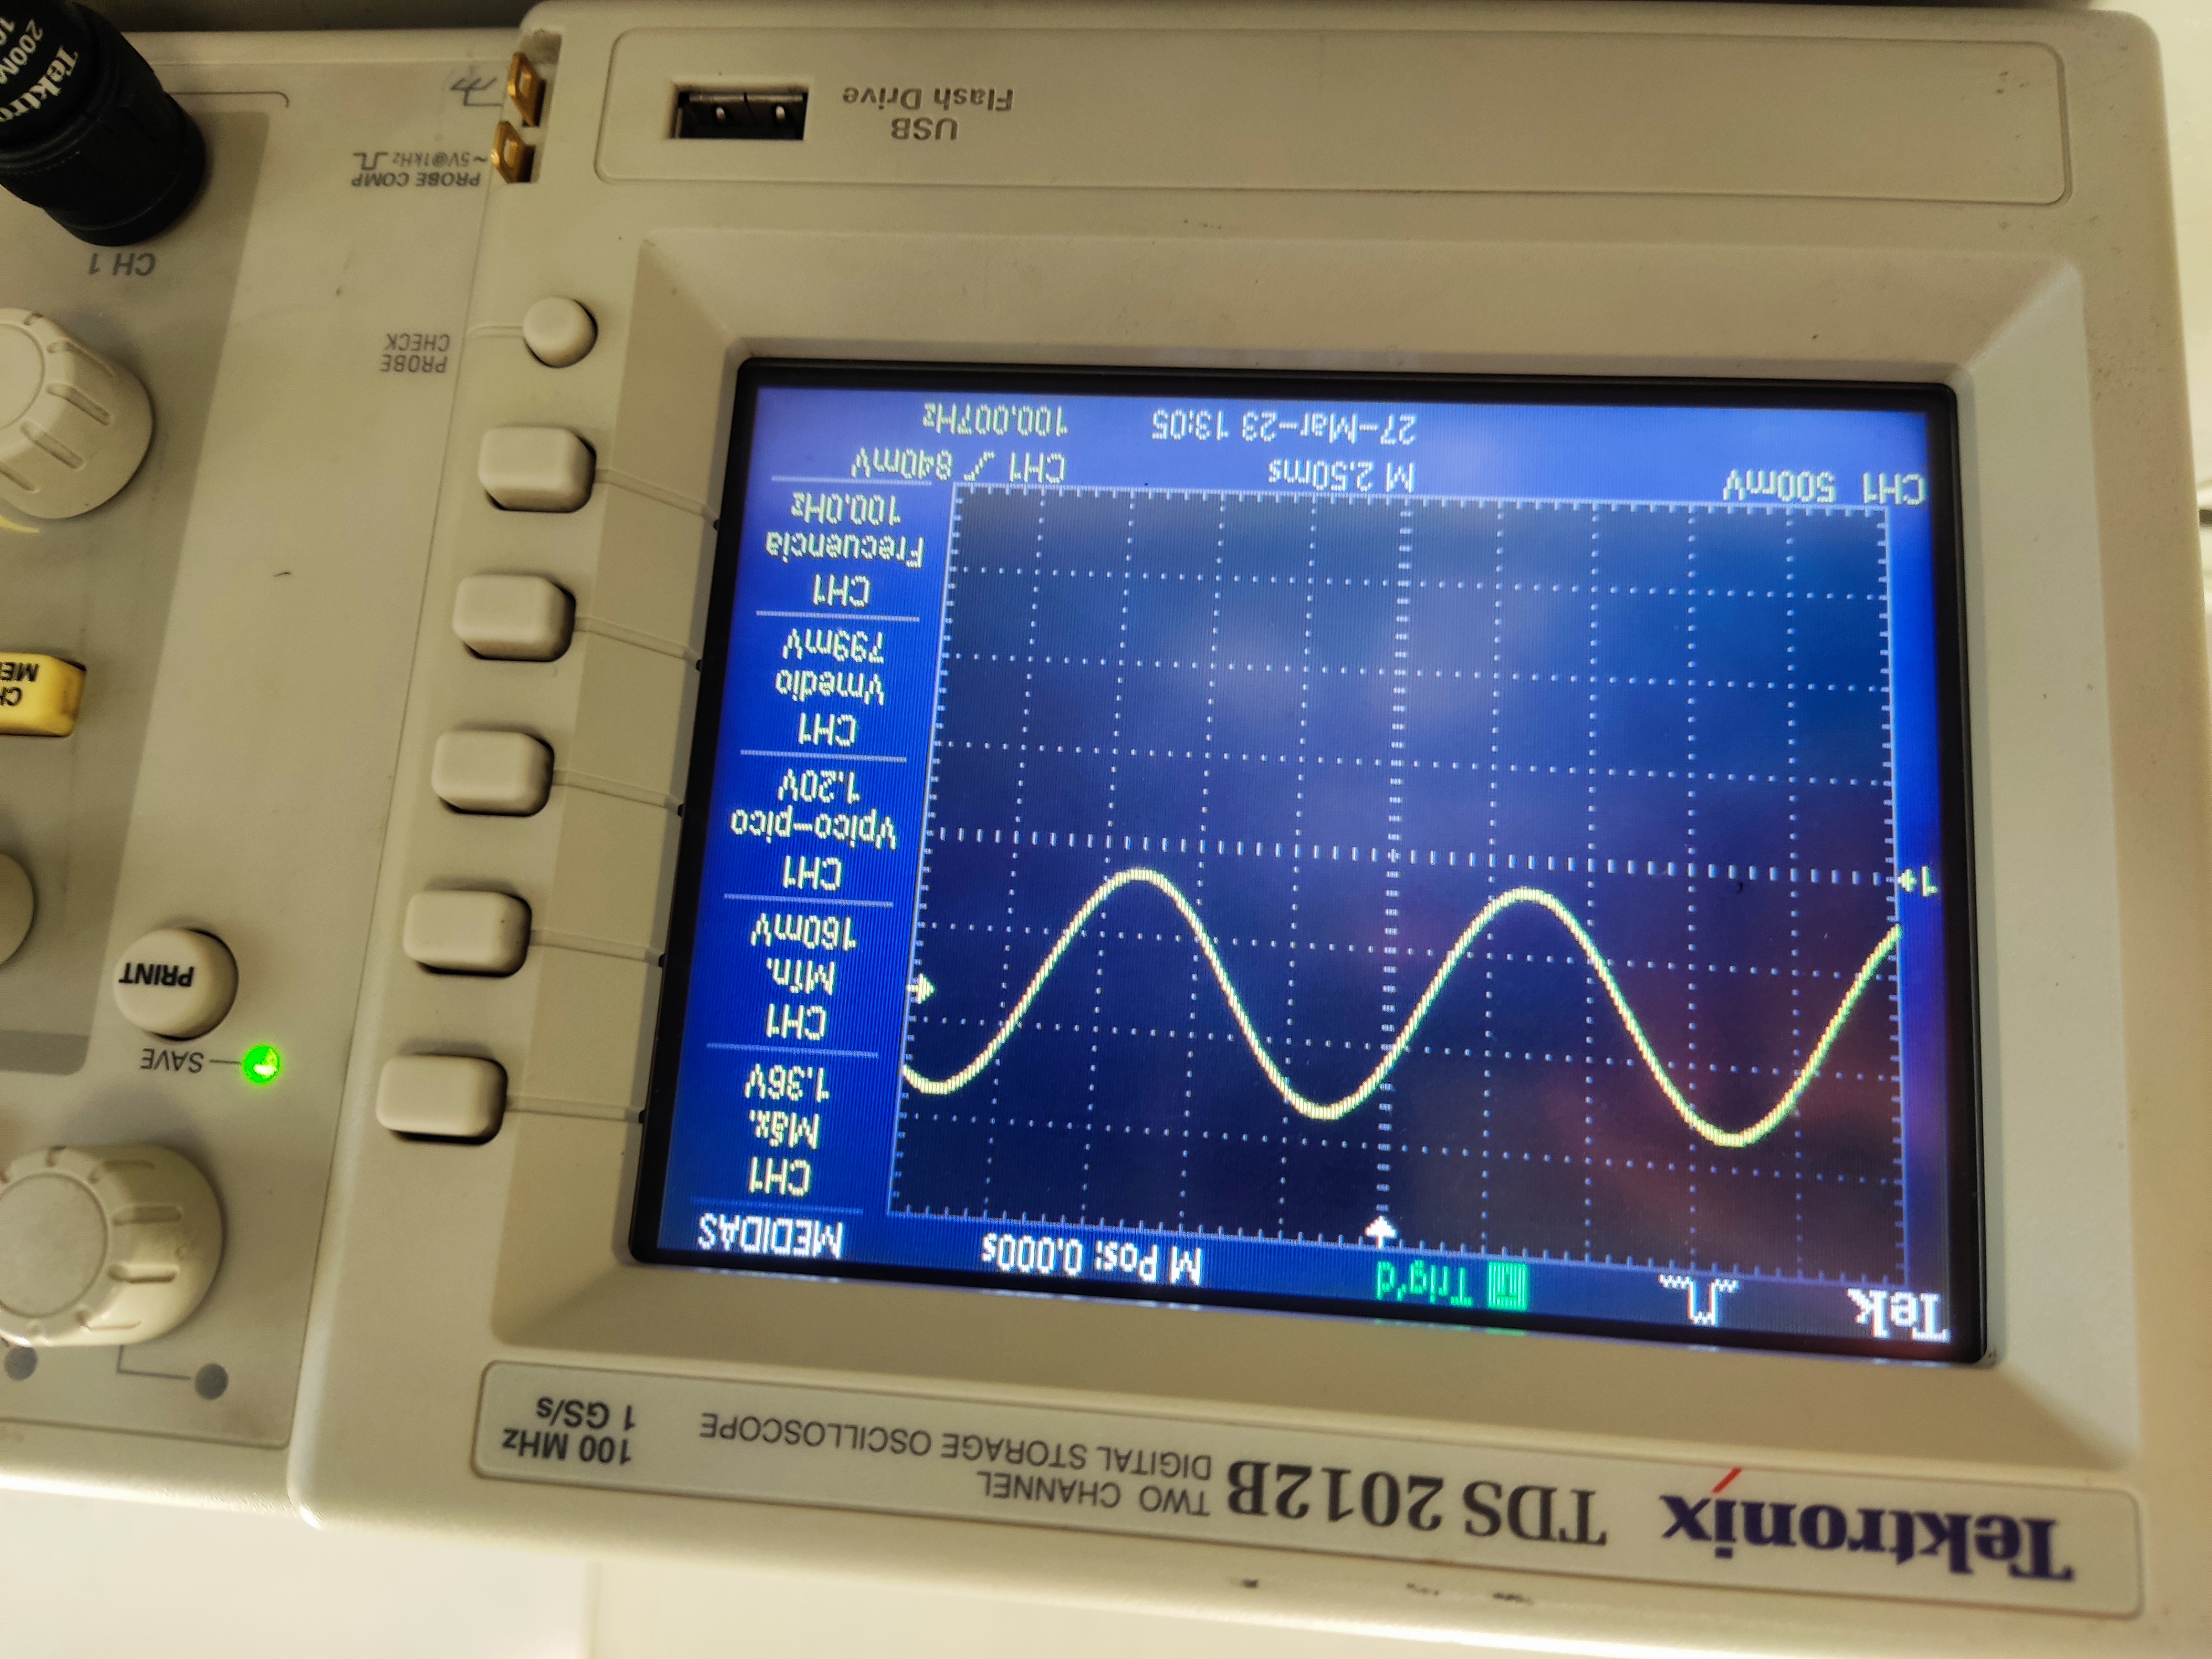 Tektronix TDS 2012B TWO CHANNEL
DIGITAL STORAGE OSCILLOSCOPE
100 MHz
1 GS/s
Tek
Trig'd
M Pos: 0.000s
MEDIDAS
CH1
Máx.
1.36V
CH1
Mín.
160mV
CH1
Vpico-pico
1.20V
CH1
Vmedio
799mV
CH1
Frecuencia
100.0Hz
1
CH1 500mV
M 2.50ms
CH1 840mV
27-Mar-23 13:05
100.007Hz
SAVE
PRINT
PROBE
CHECK
CH 1
PROBE COMP
~5V@1kHz
USB
Flash Drive